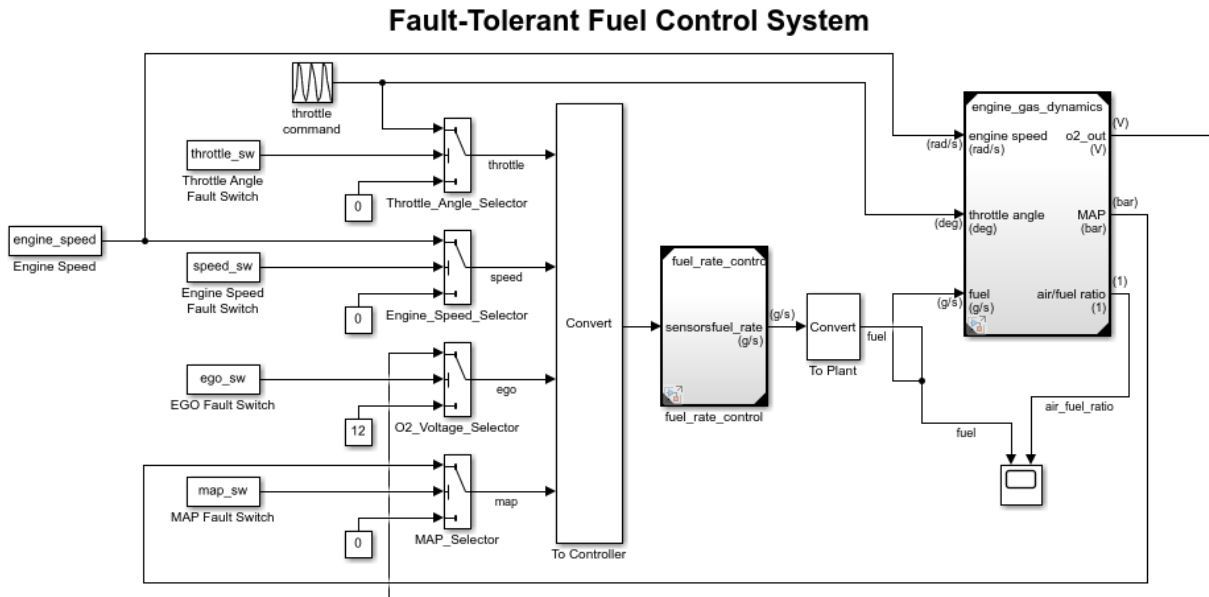 Fault-Tolerant Fuel Control System
throttle
command
throttle_sw
Throttle Angle
Fault Switch
0
Throttle_Angle_Selector
throttle
engine_speed
Engine Speed
speed_sw
Engine Speed
Fault Switch
0
Engine_Speed_Selector
speed
ego_sw
EGO Fault Switch
12
O2_Voltage_Selector
ego
map_sw
MAP Fault Switch
0
MAP_Selector
map
Convert
To Controller
fuel_rate_contro
sensorsfuel_rate
(g/s)
fuel_rate_control
(g/s)
Convert
To Plant
fuel
fuel
engine_gas_dynamics
(rad/s)
engine speed
(rad/s)
o2_out
(V)
(V)
(deg)
throttle angle
(deg)
MAP
(bar)
(bar)
(g/s)
fuel
(g/s)
air/fuel ratio
(1)
(1)
air_fuel_ratio